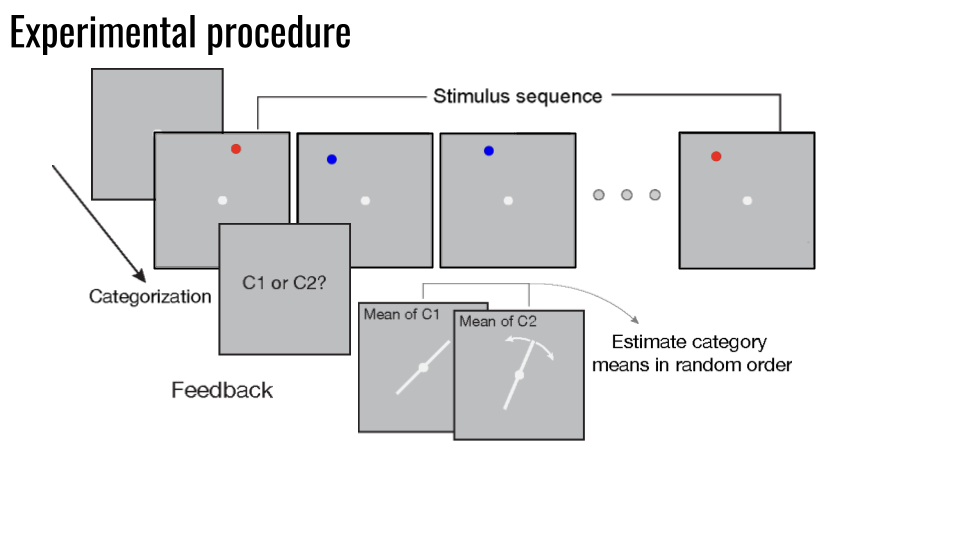 Experimental procedure
Stimulus sequence
Categorization
C1 or C2?
Mean of C1
Mean of C2
Estimate category
means in random order
Feedback